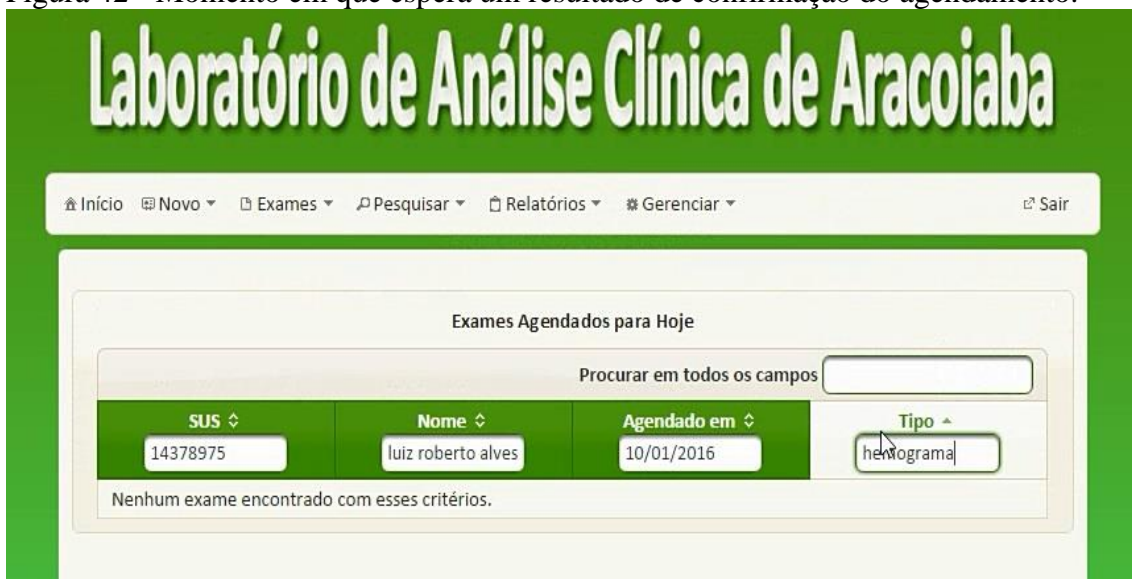 Figura 42 - Momento em que espera um resultado de confirmação do agendamento.
Laboratório de Análise Clínica de Aracoiaba
Início Novo Exames Pesquisar Relatórios Gerenciar Sair
Exames Agendados para Hoje
Procurar em todos os campos
SUS Nome Agendado em Tipo
14378975 luiz roberto alves 10/01/2016 hemograma
Nenhum exame encontrado com esses critérios.